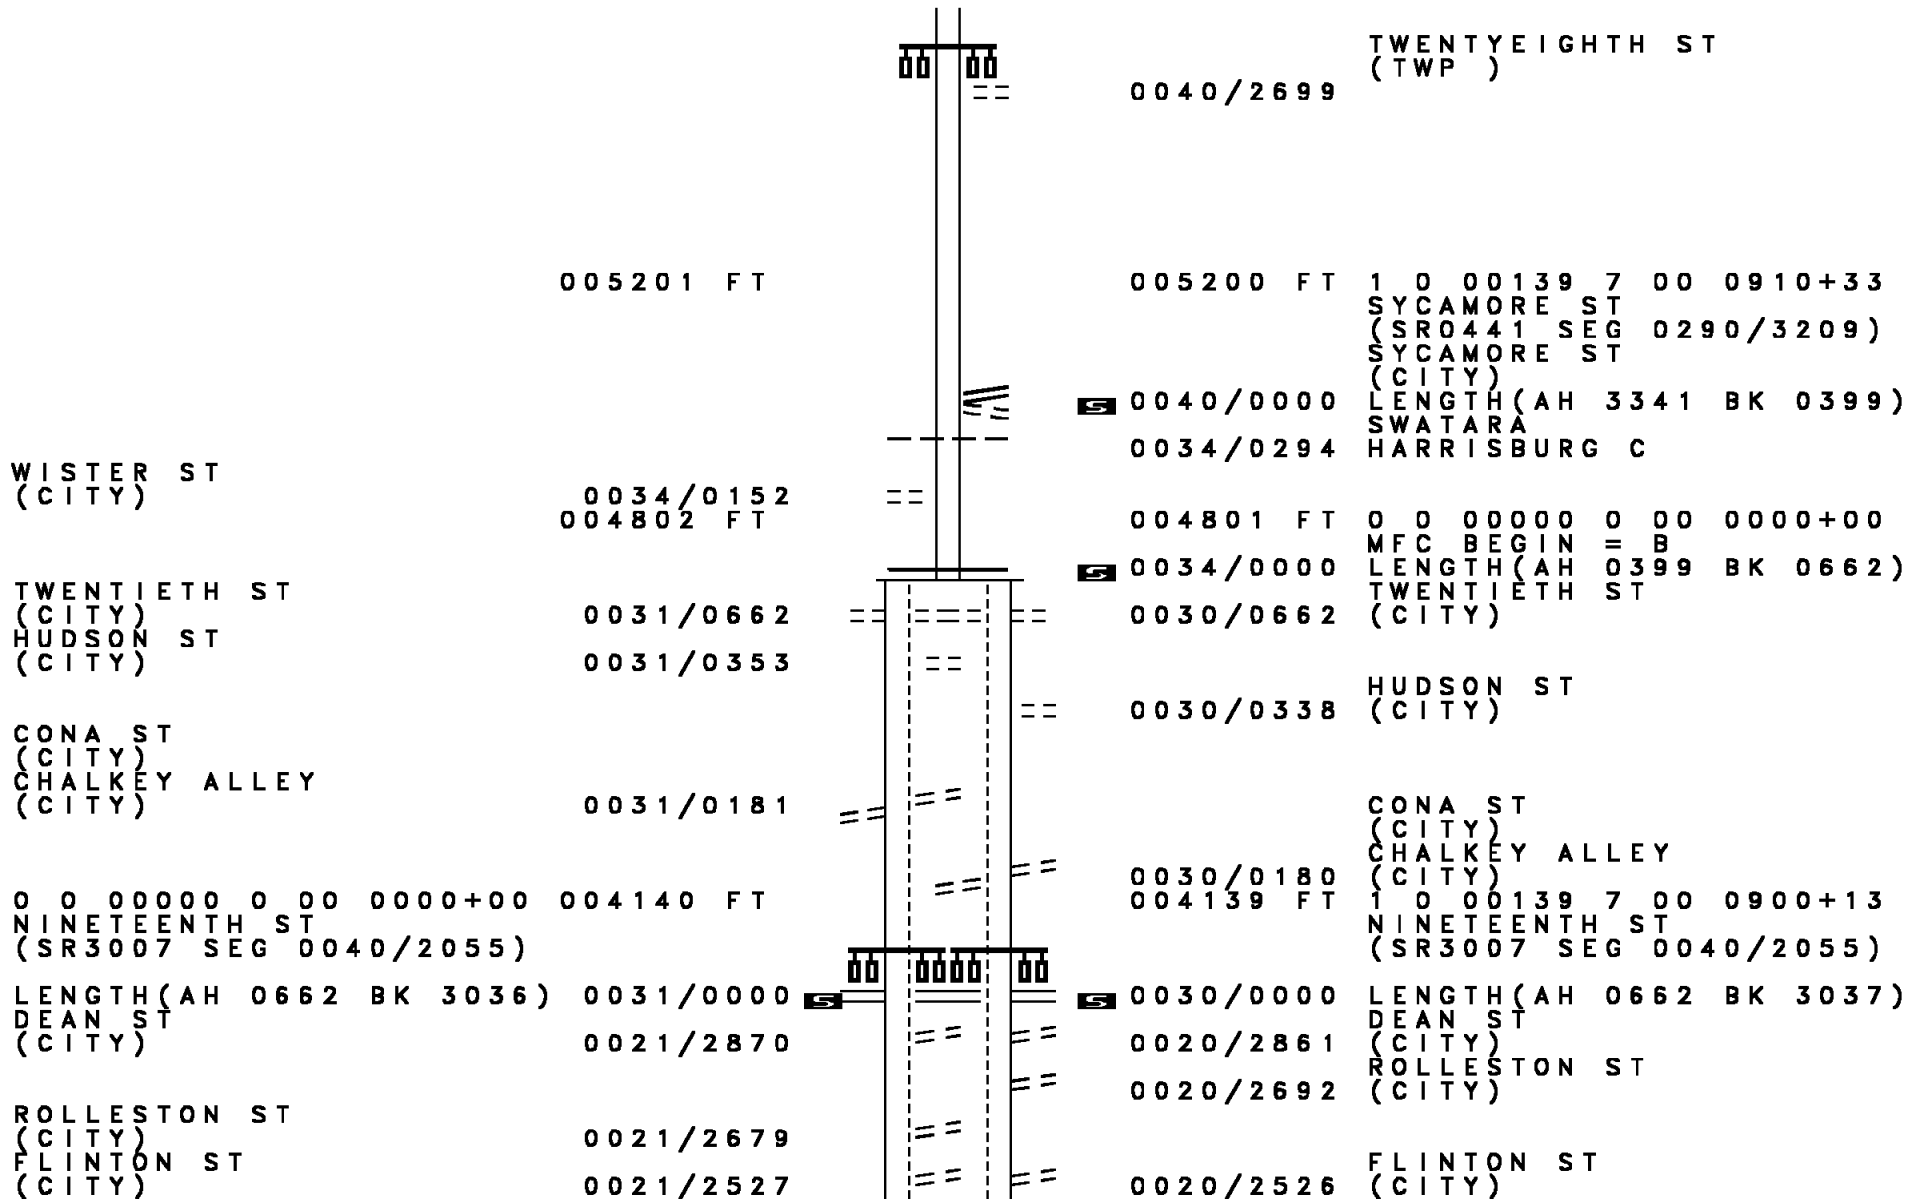 TWENTYEIGHTH ST
(TWP )
0040/2699
005201 FT 005200 FT 1 0 00139 7 00 0910+33
SYCAMORE ST
(SR0441 SEG 0290/3209)
SYCAMORE ST
(CITY)
S 0040/0000 LENGTH(AH 3341 BK 0399)
SWATARA
0034/0294 HARRISBURG C
WISTER ST
(CITY) 0034/0152
004802 FT 004801 FT 0 0 00000 0 00 0000+00
MFC BEGIN = B
S 0034/0000 LENGTH(AH 0399 BK 0662)
TWENTIETH ST TWENTIETH ST
(CITY) 0031/0662 0030/0662 (CITY)
HUDSON ST
(CITY) 0031/0353
HUDSON ST
0030/0338 (CITY)
CONA ST
(CITY)
CHALKEY ALLEY
(CITY) 0031/0181 CONA ST
(CITY)
CHALKEY ALLEY
0030/0180 (CITY)
0 0 00000 0 00 0000+00 004140 FT 004139 FT 1 0 00139 7 00 0900+13
NINETEENTH ST NINETEENTH ST
(SR3007 SEG 0040/2055) (SR3007 SEG 0040/2055)
LENGTH(AH 0662 BK 3036) 0031/0000 S S 0030/0000 LENGTH(AH 0662 BK 3037)
DEAN ST DEAN ST
(CITY) 0021/2870 0020/2861 (CITY)
ROLLESTON ST
0020/2692 (CITY)
ROLLESTON ST
(CITY) 0021/2679
FLINTON ST FLINTON ST
(CITY) 0021/2527 0020/2526 (CITY)